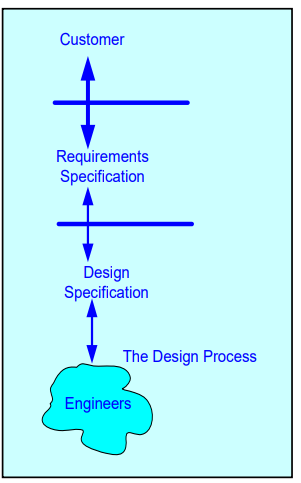 Customer
Requirements
Specification
Design
Specification
The Design Process
Engineers